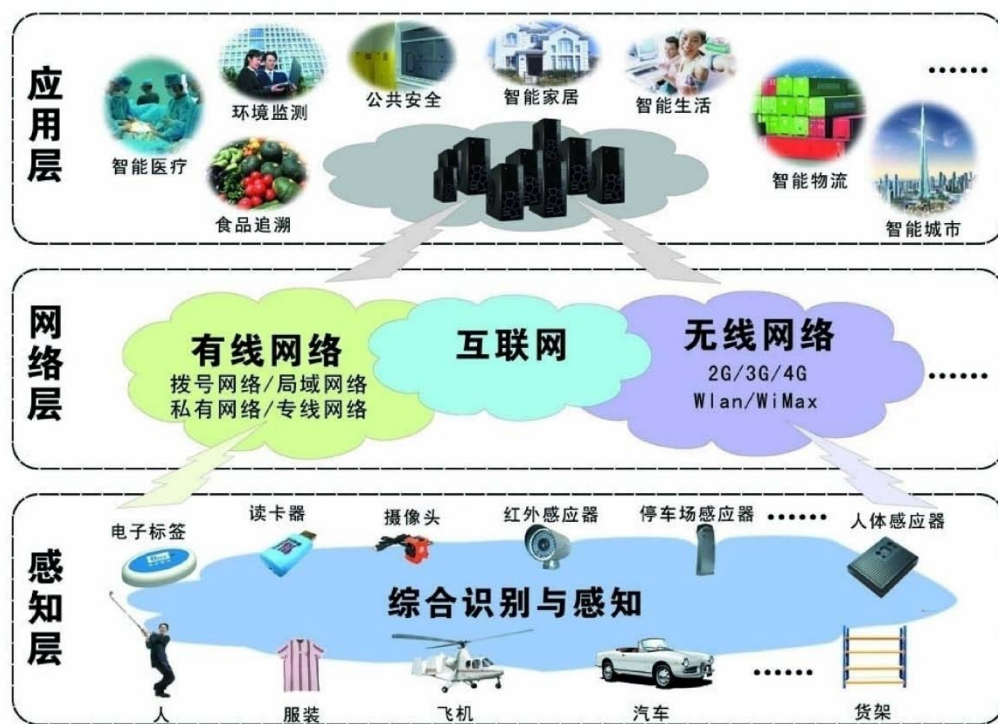 应用层
智能医疗
环境监测
公共安全
智能家居
智能生活
食品追溯
智能物流
智能城市
……
网络层
有线网络
拨号网络/局域网络
私有网络/专线网络
互联网
无线网络
2G/3G/4G
Wlan/WiMax
……
感知层
电子标签
读卡器
摄像头
红外感应器
停车场感应器
……
人体感应器
综合识别与感知
人
服装
飞机
汽车
……
货架